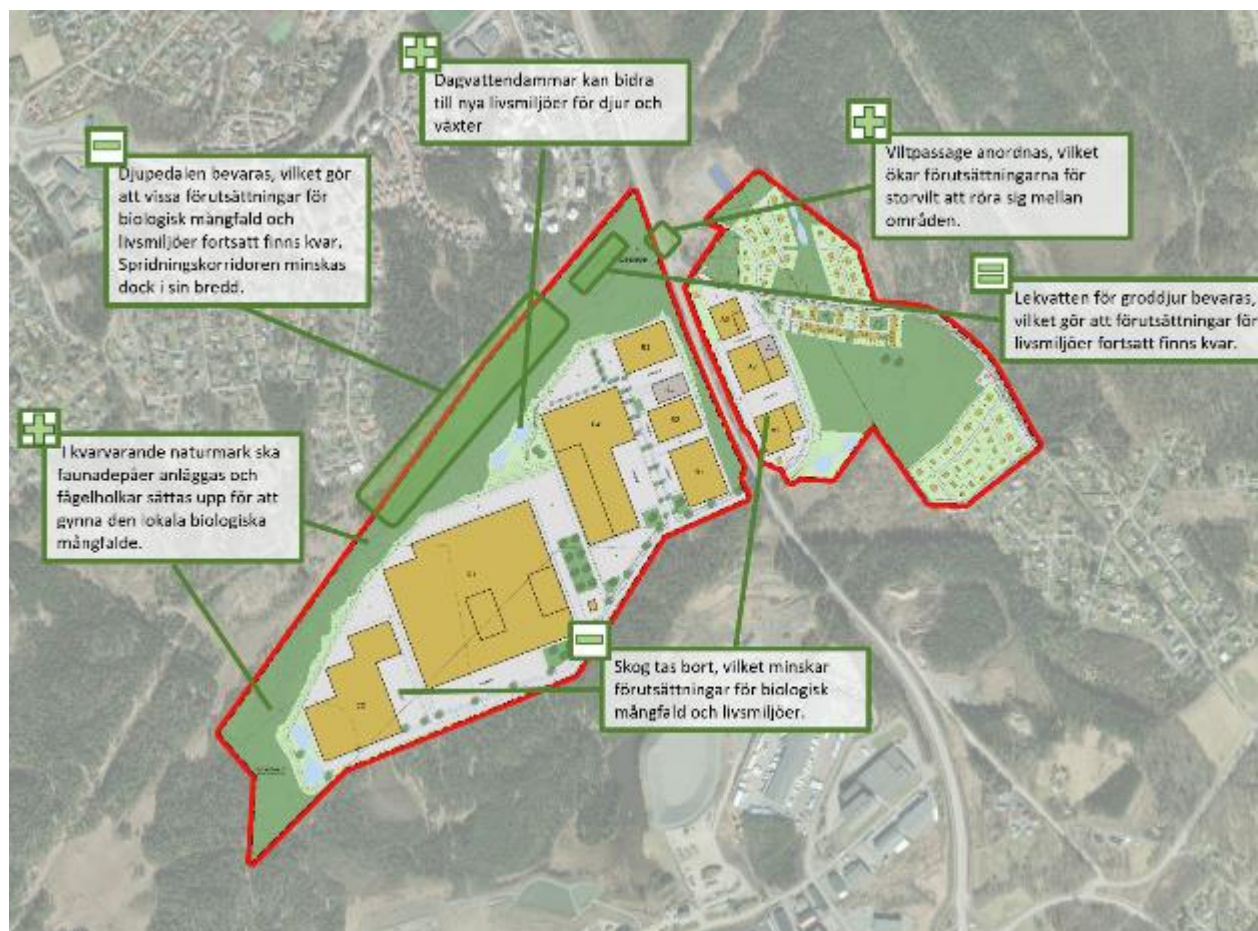 Dagvattendammar kan bidra
till nya livsmiljöer för djur och
växter
Viltpassage anordnas, vilket
ökar förutsättningarna för
storvilt att röra sig mellan
områden.
Djupedalen bevaras, vilket gör
att vissa förutsättningar för
biologisk mångfald och
livsmiljöer fortsatt finns kvar.
Spridningskorridoren minskas
dock i sin bredd.
Lekvatten för groddjur bevaras,
vilket gör att förutsättningar för
livsmiljöer fortsatt finns kvar.
I kvarvarande naturmark ska
faunadepåer anläggas och
fågelholkar sättas upp för att
gynna den lokala biologiska
mångfalde.
Skog tas bort, vilket minskar
förutsättningar för biologisk
mångfald och livsmiljöer.